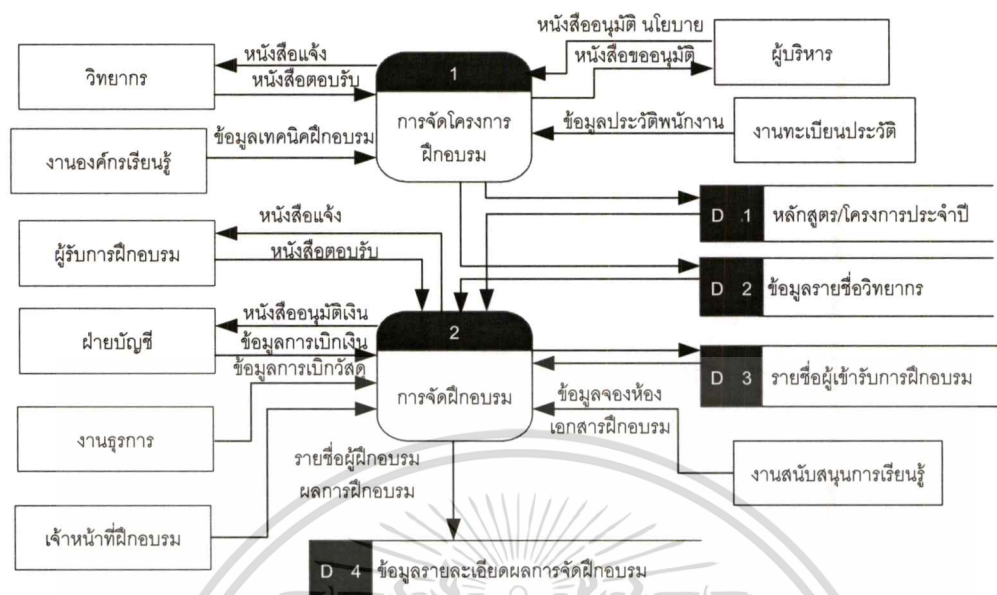 หนังสืออนุมัติ นโยบาย
หนังสือแจ้ง
1
หนังสือขออนุมัติ
ผู้บริหาร
วิทยากร
หนังสือตอบรับ
การจัดโครงการ
ฝึกอบรม
ข้อมูลประวัติพนักงาน
งานทะเบียนประวัติ
ข้อมูลเทคนิคฝึกอบรม
งานองค์กรเรียนรู้
D .1 หลักสูตร/โครงการประจำปี
หนังสือแจ้ง
ผู้รับการฝึกอบรม
หนังสือตอบรับ
D 2 ข้อมูลรายชื่อวิทยากร
หนังสืออนุมัติเงิน
ฝ่ายบัญชี
2
ข้อมูลการเบิกเงิน
ข้อมูลการเบิกวัสดุ
D 3 รายชื่อผู้เข้ารับการฝึกอบรม
การจัดฝึกอบรม
ข้อมูลจองห้อง
เอกสารฝึกอบรม
งานธุรการ
รายชื่อผู้ฝึกอบรม
ผลการฝึกอบรม
งานสนับสนุนการเรียนรู้
เจ้าหน้าที่ฝึกอบรม
D 4 ข้อมูลรายละเอียดผลการจัดฝึกอบรม